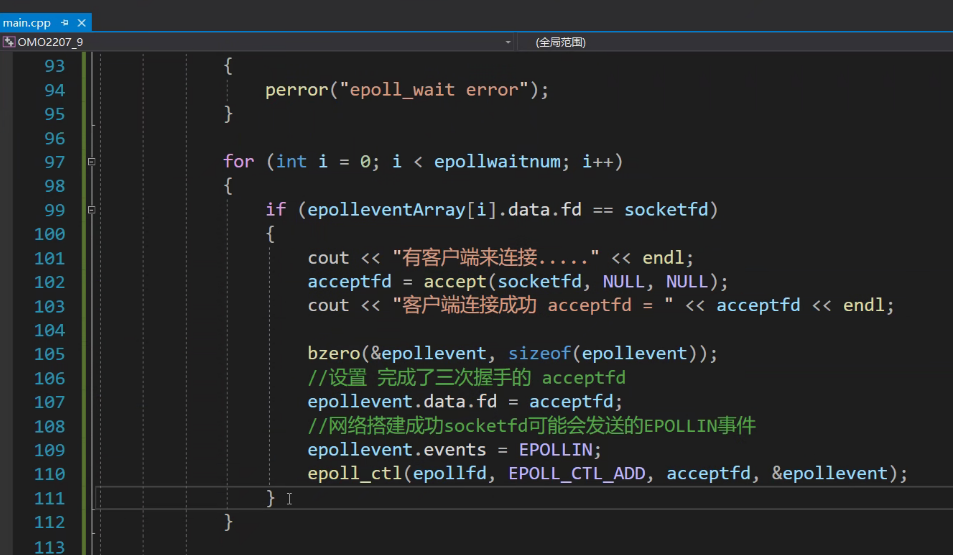 main.cpp
OMO2207_9 (全局范围)
93 {
94 perror("epoll_wait error");
95 }
96
97 for (int i = 0; i < epollwaitnum; i++)
98 {
99 if (epolleventArray[i].data.fd == socketfd)
100 {
101 cout << "有客户端来连接....." << endl;
102 acceptfd = accept(socketfd, NULL, NULL);
103 cout << "客户端连接成功 acceptfd = " << acceptfd << endl;
104
105 bzero(&epollevent, sizeof(epollevent));
106 //设置 完成了三次握手的 acceptfd
107 epollevent.data.fd = acceptfd;
108 //网络搭建成功socketfd可能会发送的EPOLLIN事件
109 epollevent.events = EPOLLIN;
110 epoll_ctl(epollfd, EPOLL_CTL_ADD, acceptfd, &epollevent);
111 }
112 }
113